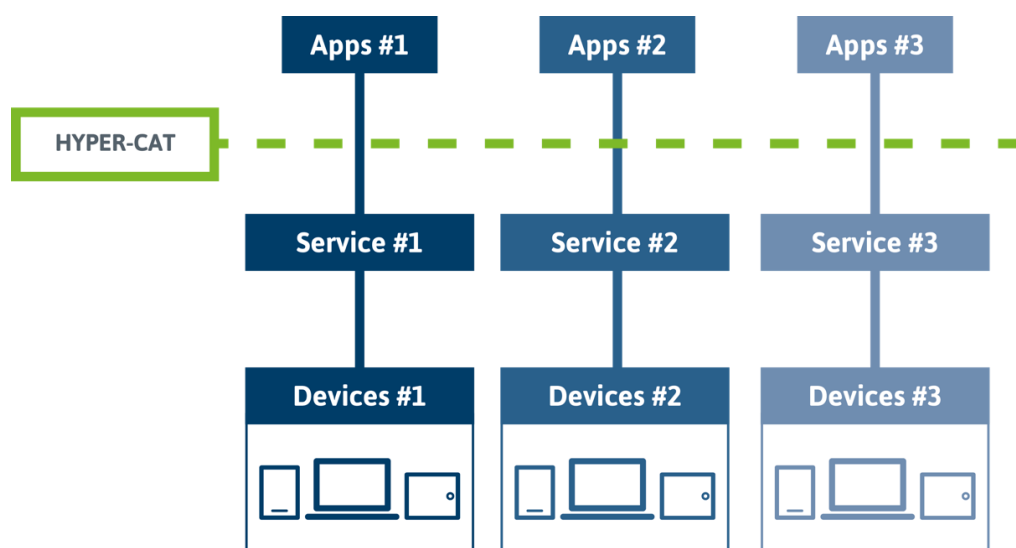 Apps #1
Apps #2
Apps #3
HYPER-CAT
Service #1
Service #2
Service #3
Devices #1
Devices #2
Devices #3